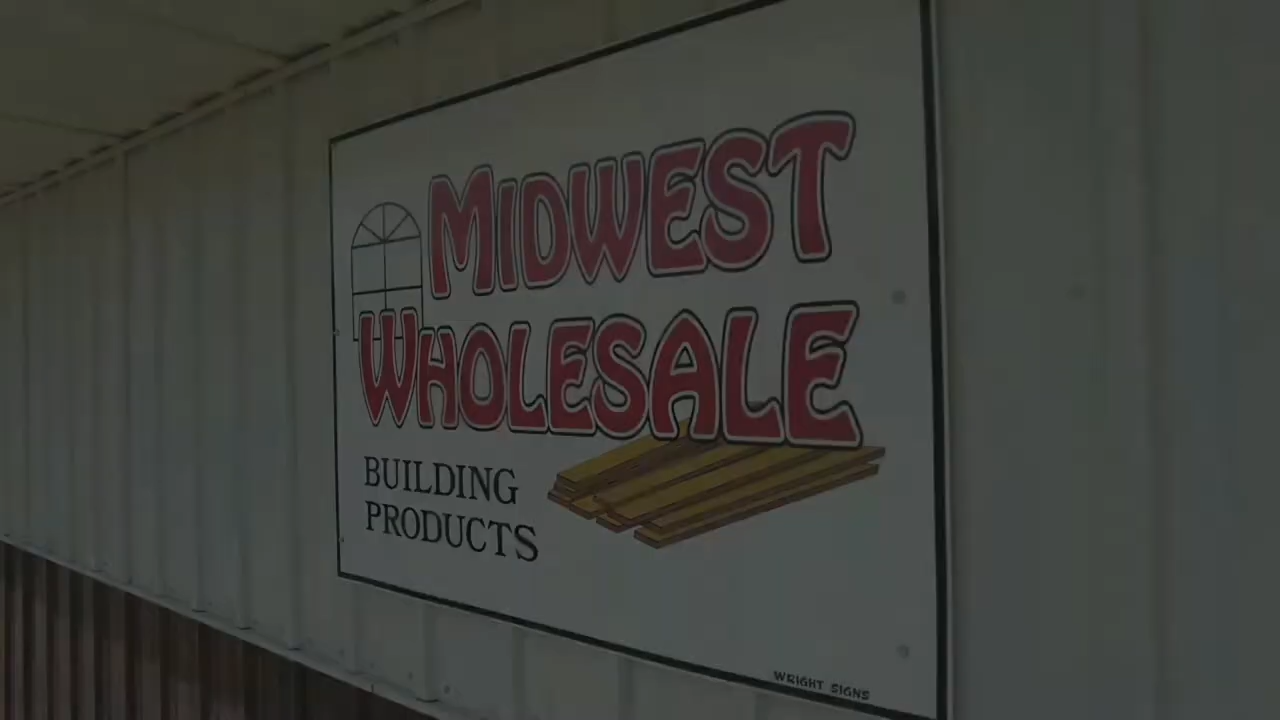 MIDWEST
WHOLESALE
BUILDING
PRODUCTS
WRIGHT SIGNS